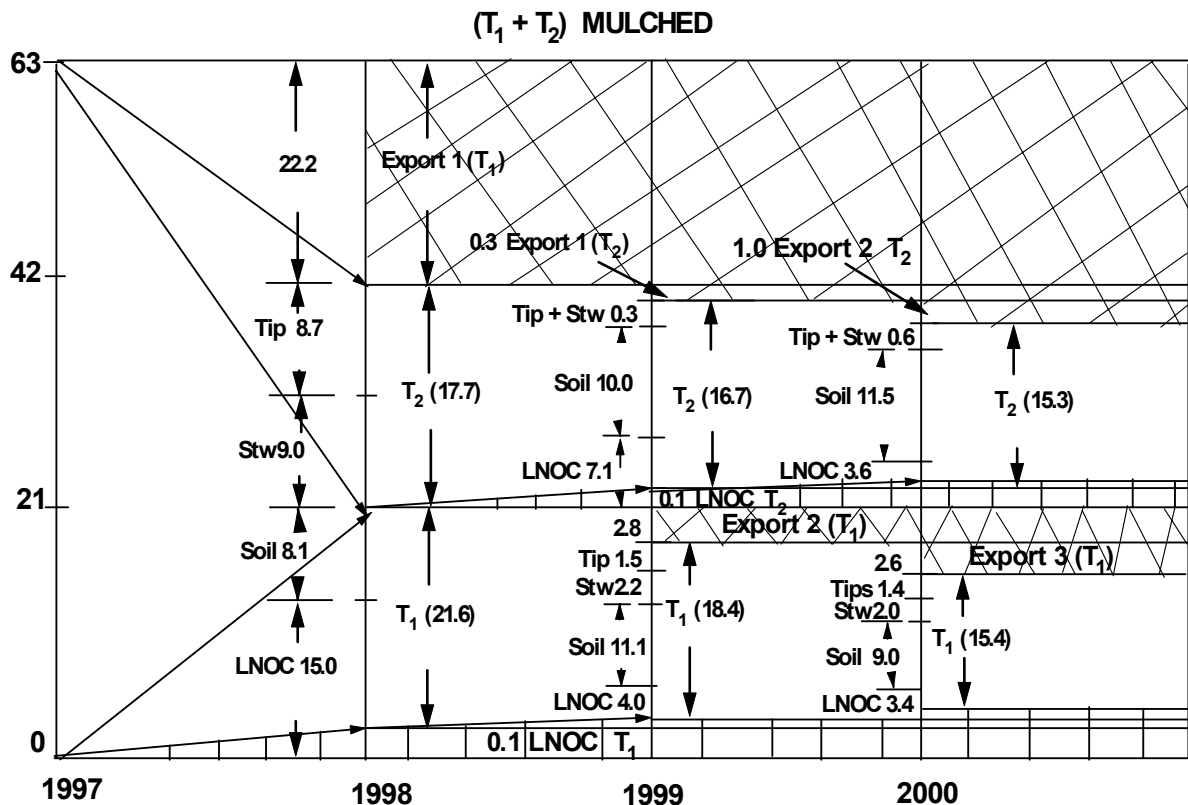 (T₁ + T₂) MULCHED
63
22.2
Export 1 (T₁)
0.3 Export 1 (T₂)
1.0 Export 2 T₂
42
Tip 8.7
Tip + Stw 0.3
Tip + Stw 0.6
Soil 10.0
Soil 11.5
T₂ (17.7)
T₂ (16.7)
T₂ (15.3)
Stw9.0
LNOC 7.1
LNOC 3.6
21
0.1 LNOC T₂
2.8
Export 2 (T₁)
Soil 8.1
Tip 1.5
2.6
Export 3 (T₁)
Stw2.2
Tips 1.4
T₁ (21.6)
T₁ (18.4)
Stw2.0
T₁ (15.4)
Soil 11.1
Soil 9.0
LNOC 15.0
LNOC 4.0
LNOC 3.4
0
0.1 LNOC T₁
1997
1998
1999
2000